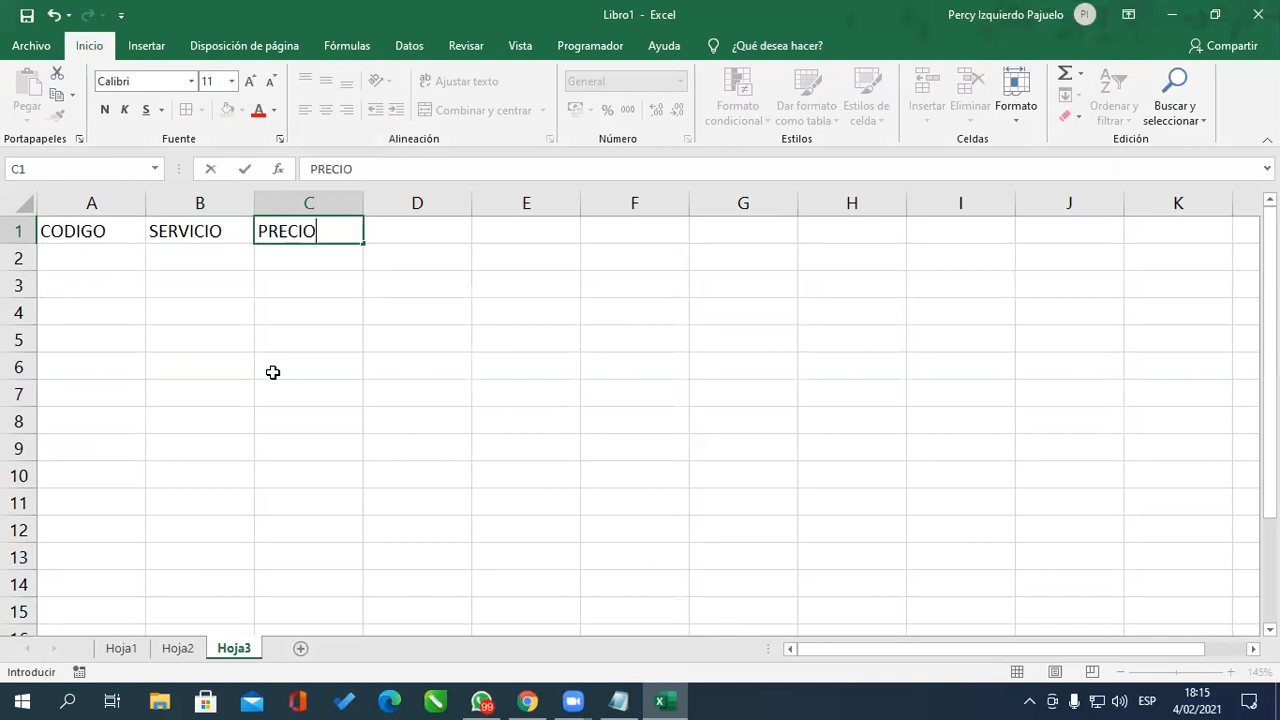 Libro1 - Excel
Percy Izquierdo Pajuelo
PI
Archivo Inicio Insertar Disposición de página Fórmulas Datos Revisar Vista Programador Ayuda ¿Qué desea hacer? Compartir
Pegar
Calibri 11
N K S
A A A
Ajustar texto
Combinar y centrar
General
% 000
Formato condicional
Dar formato como tabla
Estilos de celda
Insertar
Eliminar
Formato
Ordenar y filtrar
Buscar y seleccionar
Portapapeles Fuente Alineación Número Estilos Celdas Edición
C1 fx PRECIO
A B C D E F G H I J K
1 CODIGO SERVICIO PRECIO
2
3
4
5
6
7
8
9
10
11
12
13
14
15
Hoja1 Hoja2 Hoja3
Introducir 145%
99
ESP
18:15
4/02/2021